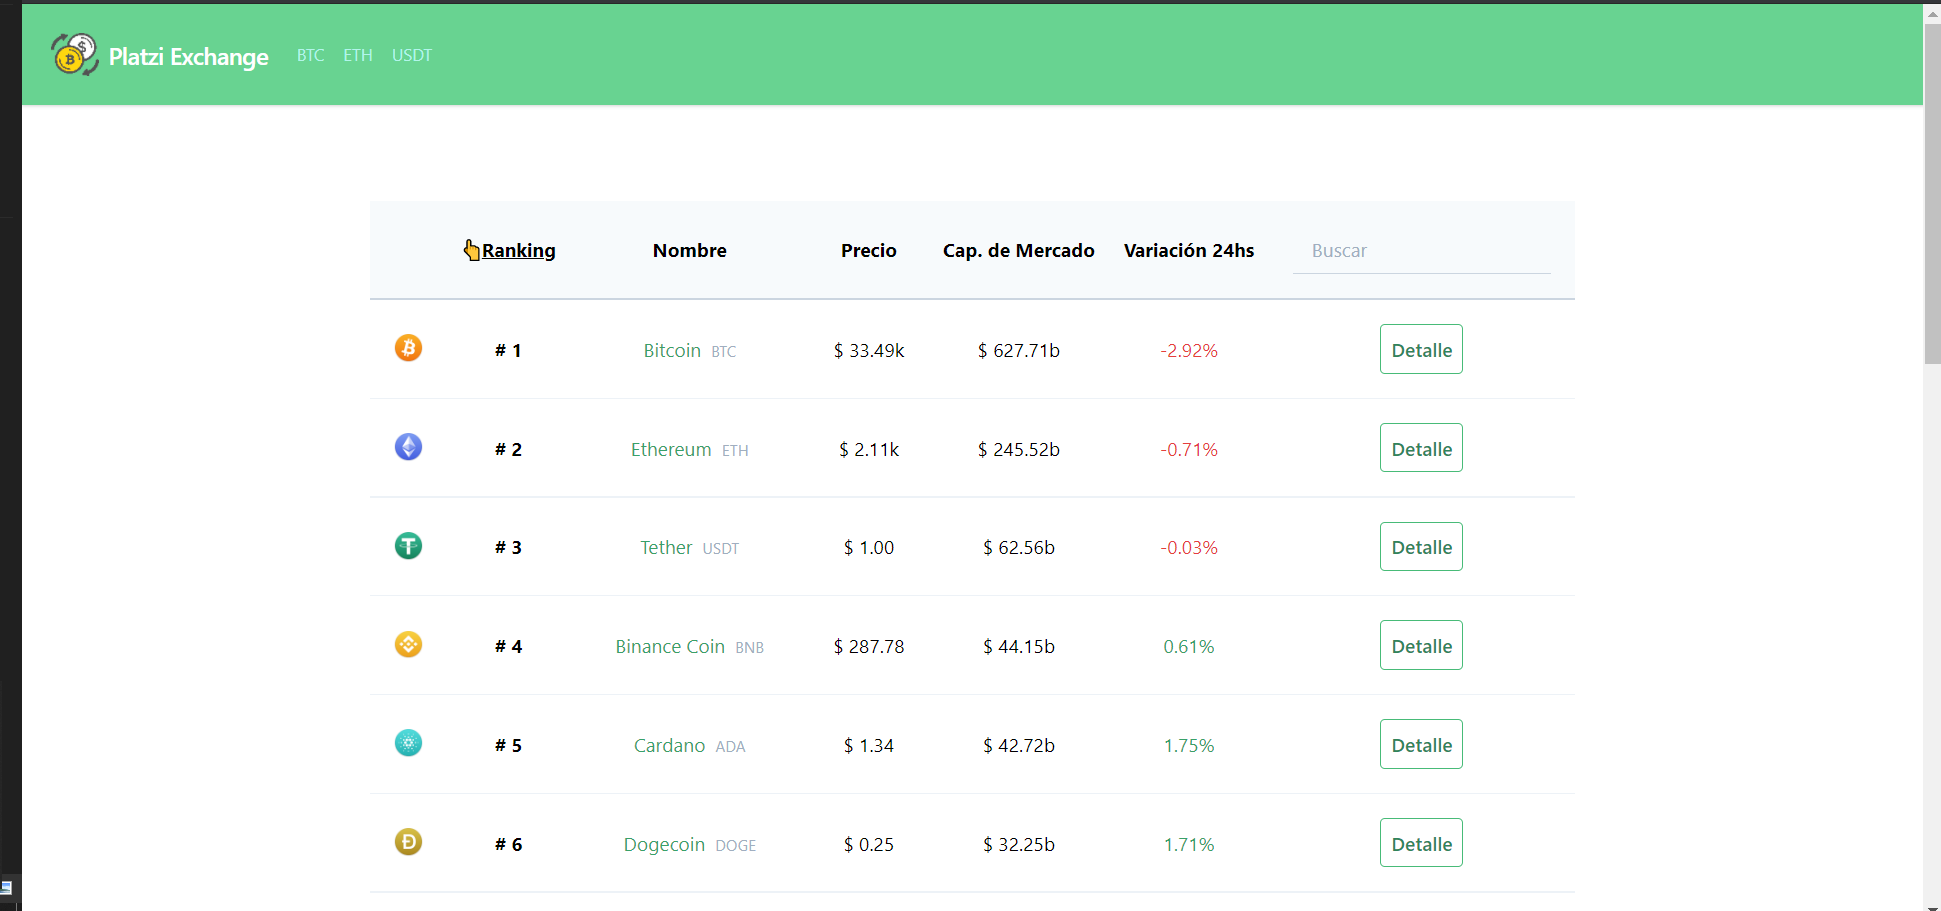 Platzi Exchange BTC ETH USDT
👆Ranking Nombre Precio Cap. de Mercado Variación 24hs Buscar
# 1 Bitcoin BTC $ 33.49k $ 627.71b -2.92% Detalle
# 2 Ethereum ETH $ 2.11k $ 245.52b -0.71% Detalle
# 3 Tether USDT $ 1.00 $ 62.56b -0.03% Detalle
# 4 Binance Coin BNB $ 287.78 $ 44.15b 0.61% Detalle
# 5 Cardano ADA $ 1.34 $ 42.72b 1.75% Detalle
# 6 Dogecoin DOGE $ 0.25 $ 32.25b 1.71% Detalle